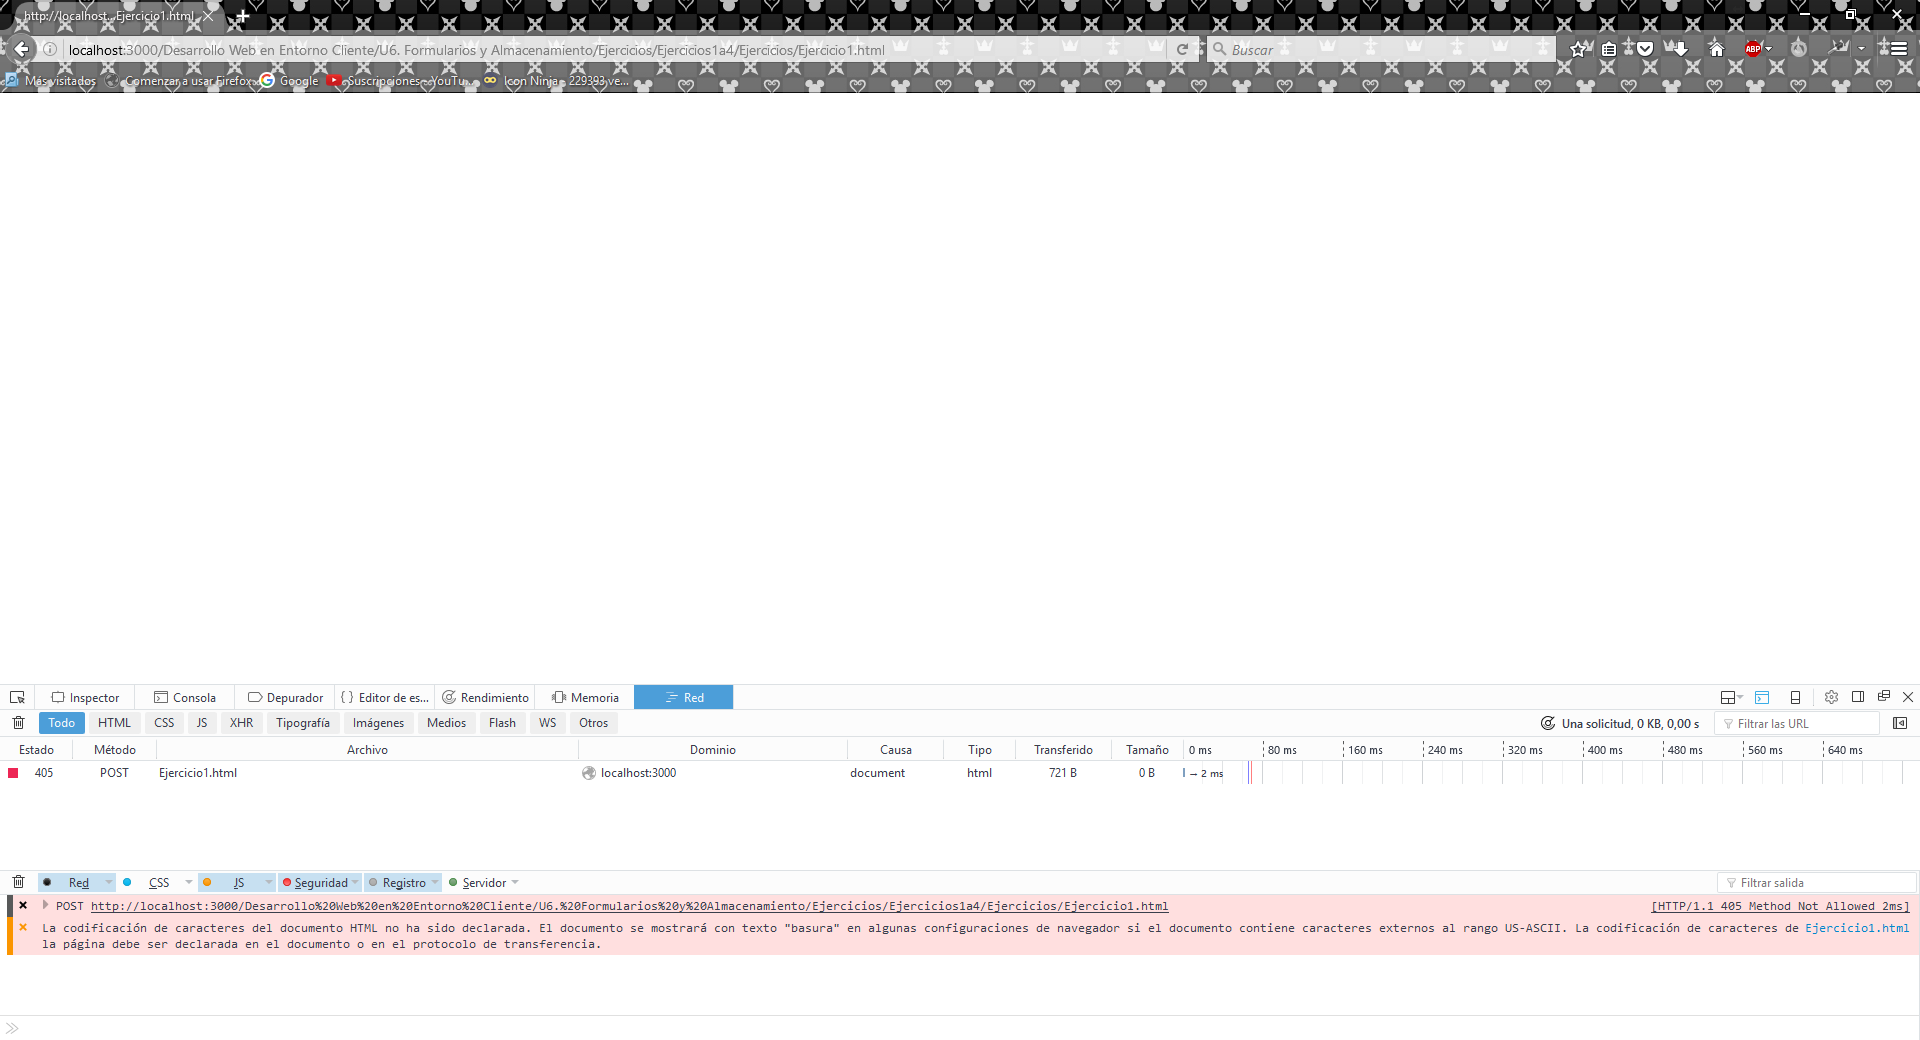 http://localhost...Ejercicio1.html
localhost:3000/Desarrollo Web en Entorno Cliente/U6. Formularios y Almacenamiento/Ejercicios/Ejercicios1a4/Ejercicios/Ejercicio1.html
Buscar
ABP
Más visitados
Comenzar a usar Firefox
Google
Suscripciones - YouTu...
Icon Ninja - 229393 ve...
Inspector
Consola
Depurador
{ } Editor de es...
Rendimiento
Memoria
Red
Todo
HTML
CSS
JS
XHR
Tipografía
Imágenes
Medios
Flash
WS
Otros
Una solicitud, 0 KB, 0,00 s
Filtrar las URL
Estado
Método
Archivo
Dominio
Causa
Tipo
Transferido
Tamaño
0 ms
80 ms
160 ms
240 ms
320 ms
400 ms
480 ms
560 ms
640 ms
405
POST
Ejercicio1.html
localhost:3000
document
html
721 B
0 B
→ 2 ms
Red
CSS
JS
Seguridad
Registro
Servidor
Filtrar salida
POST http://localhost:3000/Desarrollo%20Web%20en%20Entorno%20Cliente/U6.%20Formularios%20y%20Almacenamiento/Ejercicios/Ejercicios1a4/Ejercicios/Ejercicio1.html
[HTTP/1.1 405 Method Not Allowed 2ms]
La codificación de caracteres del documento HTML no ha sido declarada. El documento se mostrará con texto "basura" en algunas configuraciones de navegador si el documento contiene caracteres externos al rango US-ASCII. La codificación de caracteres de
Ejercicio1.html
la página debe ser declarada en el documento o en el protocolo de transferencia.